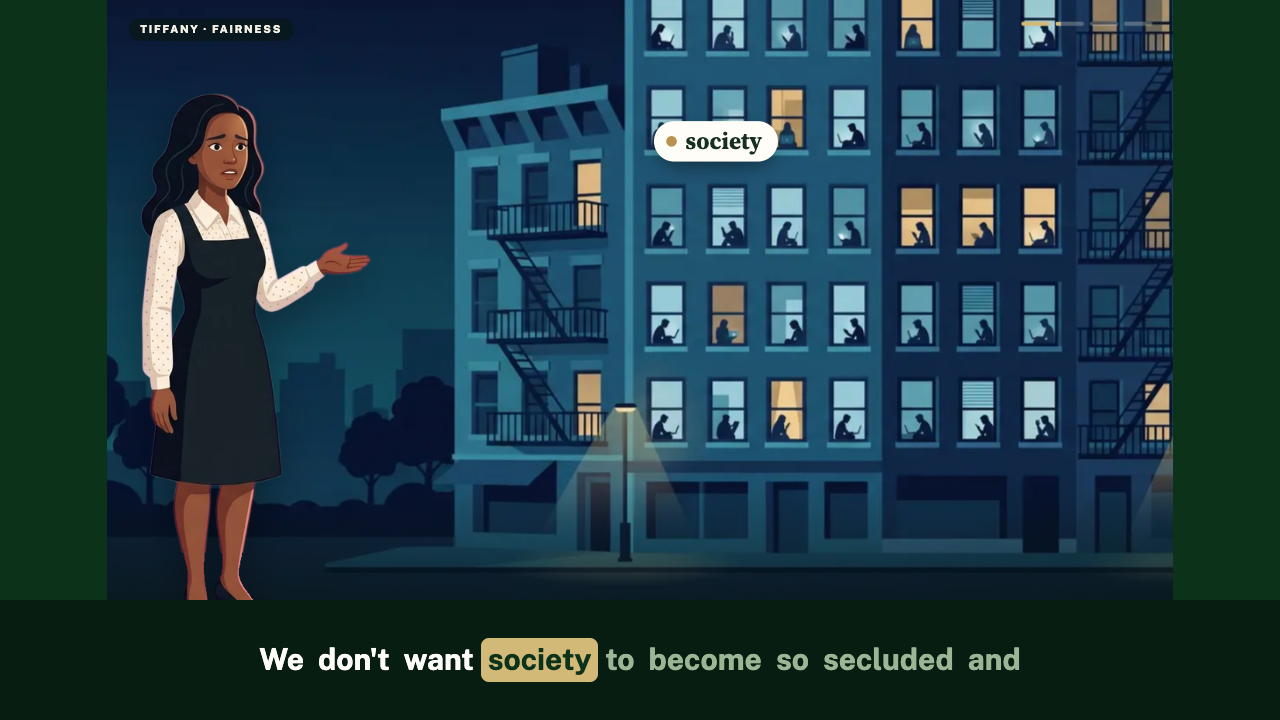 TIFFANY · FAIRNESS
society
We don't want society to become so secluded and